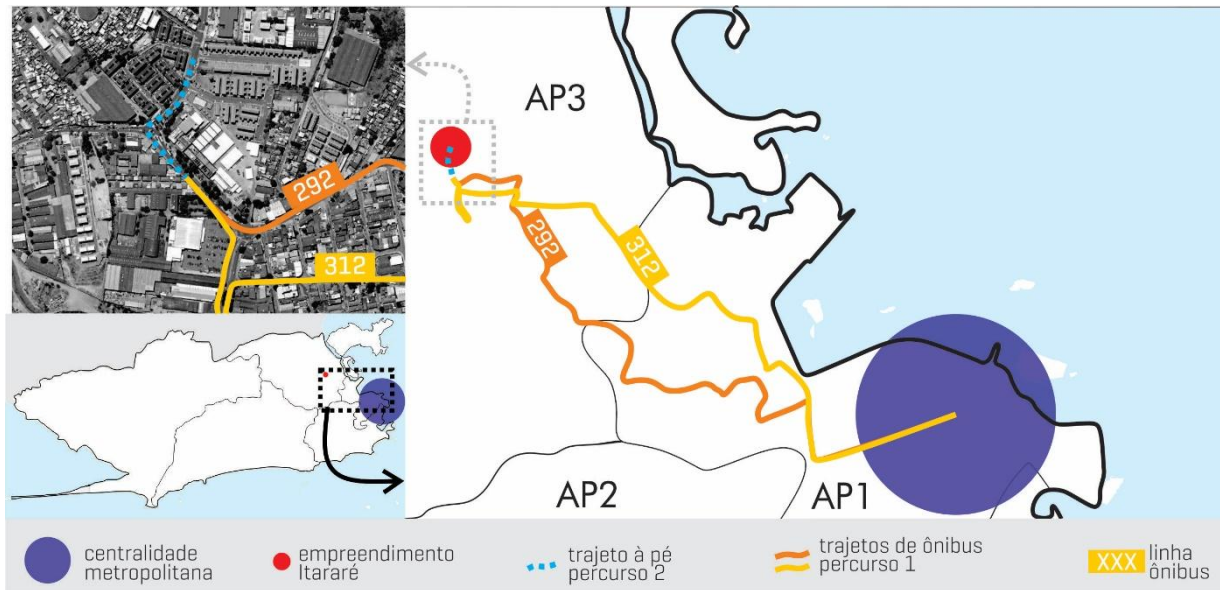 292
312
AP3
292
312
AP2
AP1
centralidade
metropolitana
empreendimento
Itararé
trajeto à pé
percurso 2
trajetos de ônibus
percurso 1
XXX
linha
ônibus